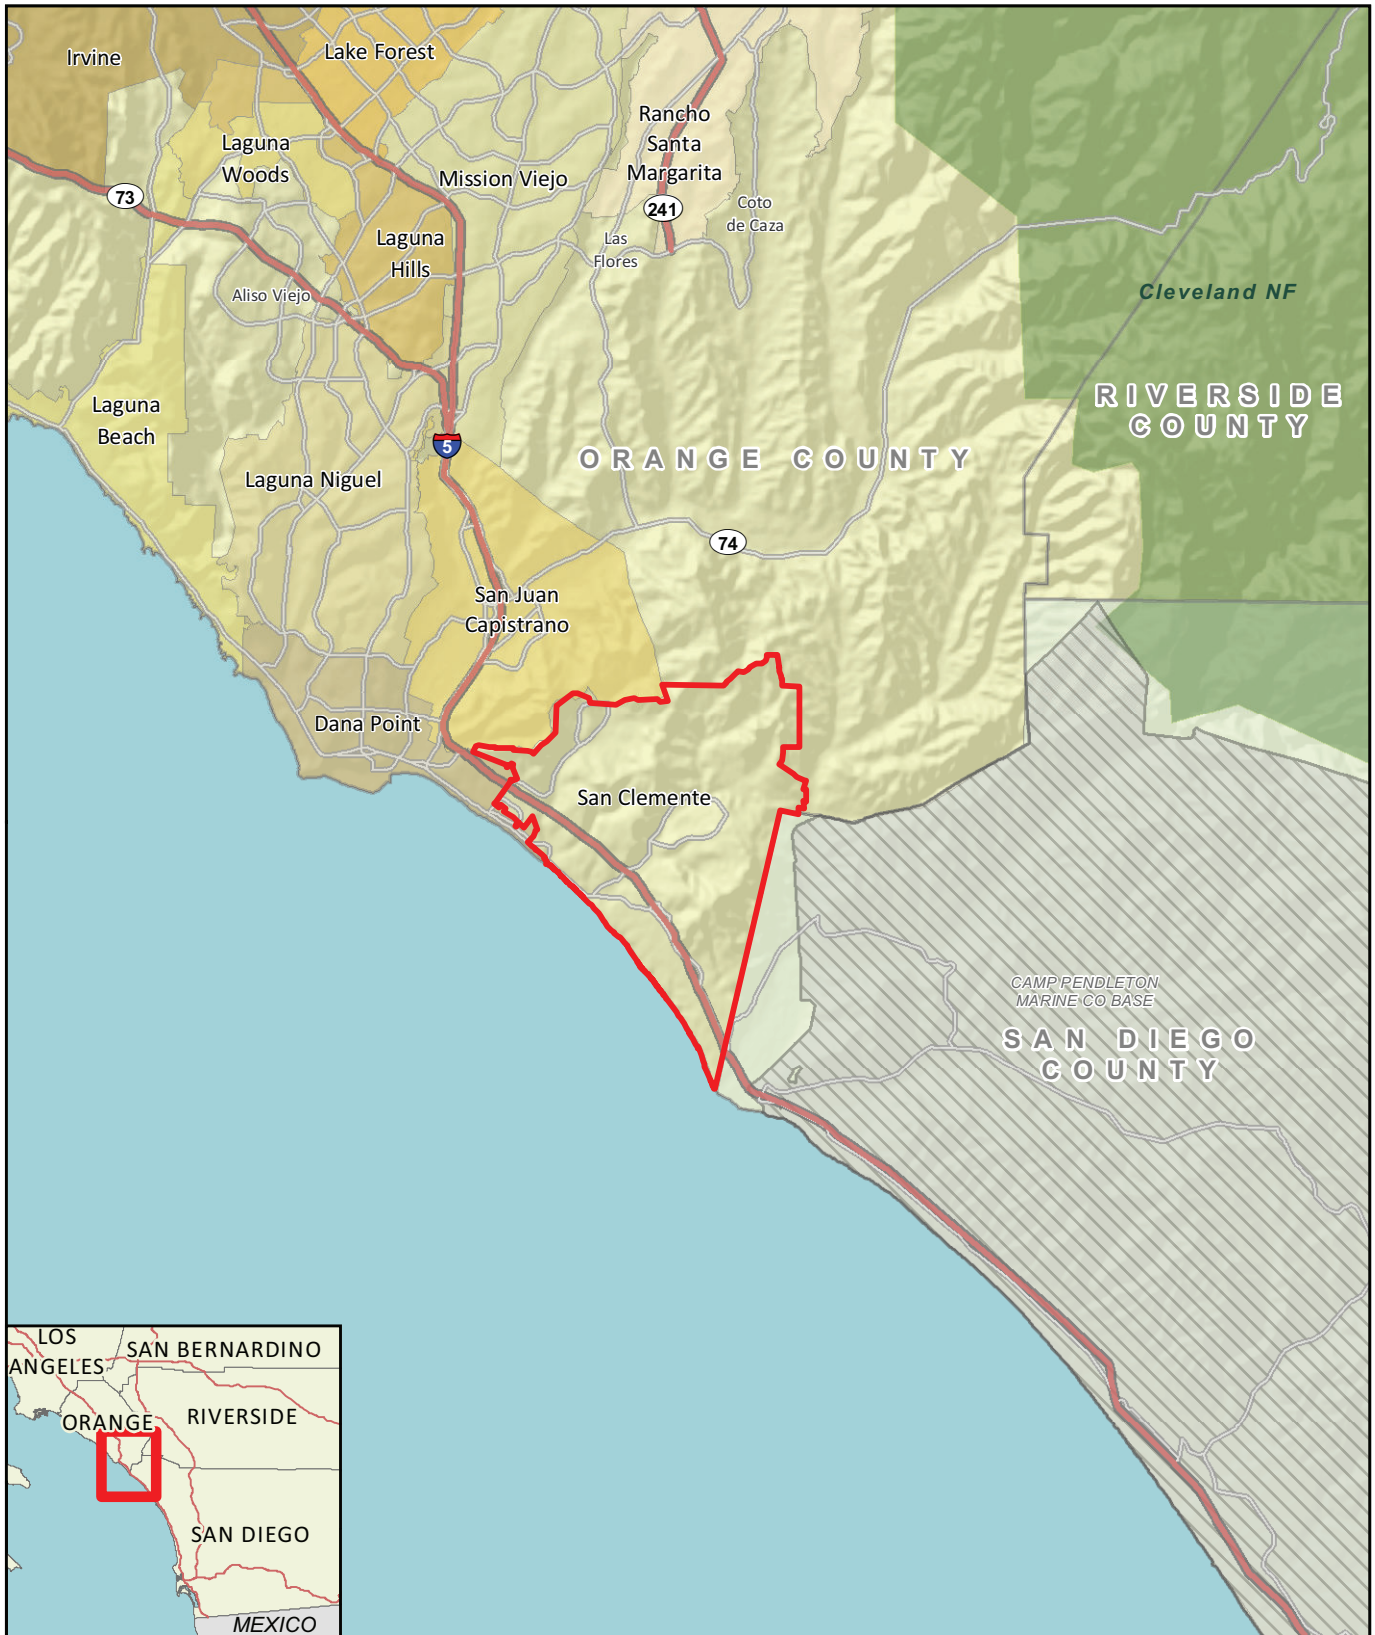 Irvine
Lake Forest
Rancho
Santa
Margarita
Laguna
Woods
Mission Viejo
73
241
Coto
de Caza
Laguna
Hills
Las
Flores
Aliso Viejo
Cleveland NF
RIVERSIDE
COUNTY
Laguna
Beach
5
ORANGE COUNTY
Laguna Niguel
74
San Juan
Capistrano
Dana Point
San Clemente
CAMP PENDLETON
MARINE CO BASE
SAN DIEGO
COUNTY
LOS
ANGELES
SAN BERNARDINO
ORANGE
RIVERSIDE
SAN DIEGO
MEXICO